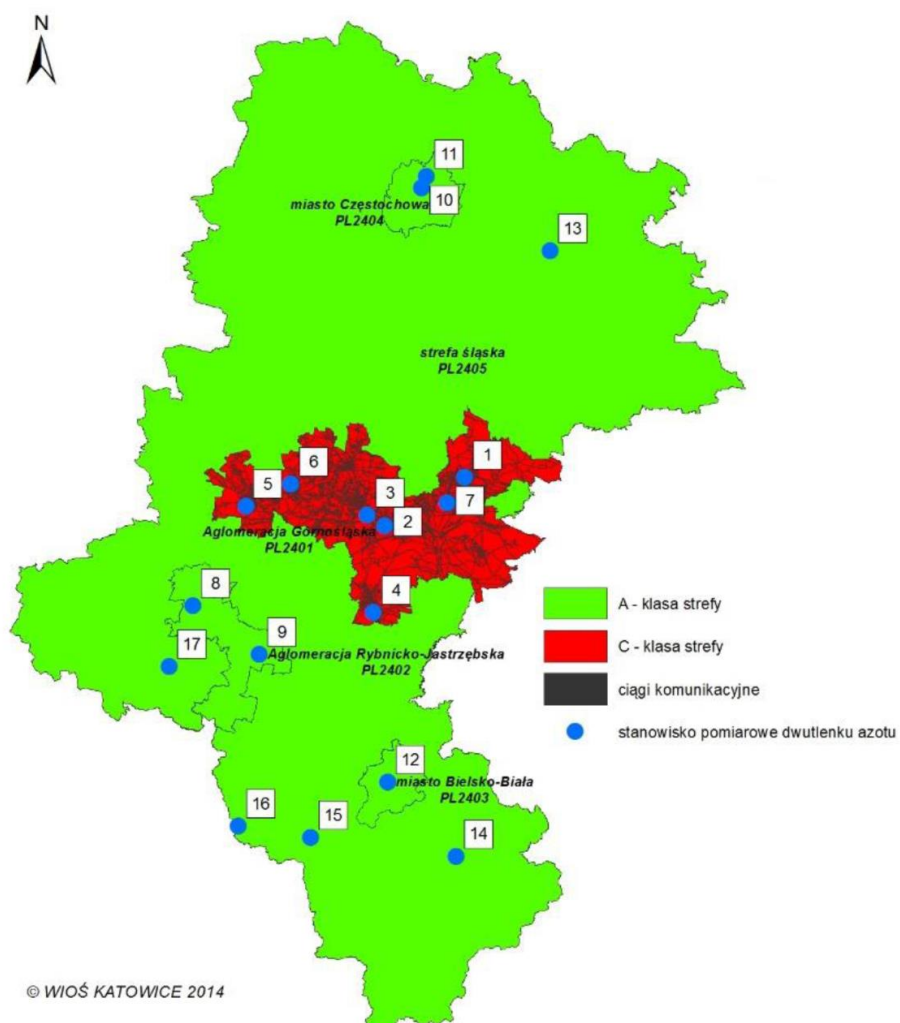 N
11
10
miasto Częstochowa
PL2404
13
strefa śląska
PL2405
1
6
5
3
7
2
Aglomeracja Górnośląska
PL2401
4
8
9
17
Aglomeracja Rybnicko-Jastrzębska
PL2402
A - klasa strefy
C - klasa strefy
ciągi komunikacyjne
stanowisko pomiarowe dwutlenku azotu
12
miasto Bielsko-Biała
PL2403
16
15
14
© WIOŚ KATOWICE 2014